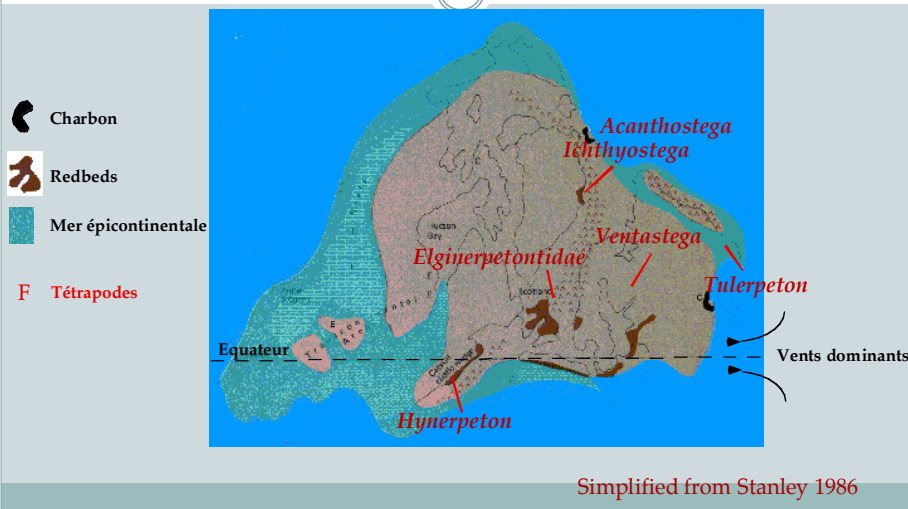 Charbon
Redbeds
Mer épicontinentale
F Tétrapodes
Acanthostega
Ichthyostega
Ventastega
Elginerpetontidae
Tulerpeton
Hudson
Bay
Scotland
Equateur
Vents dominants
Hynerpeton
Simplified from Stanley 1986